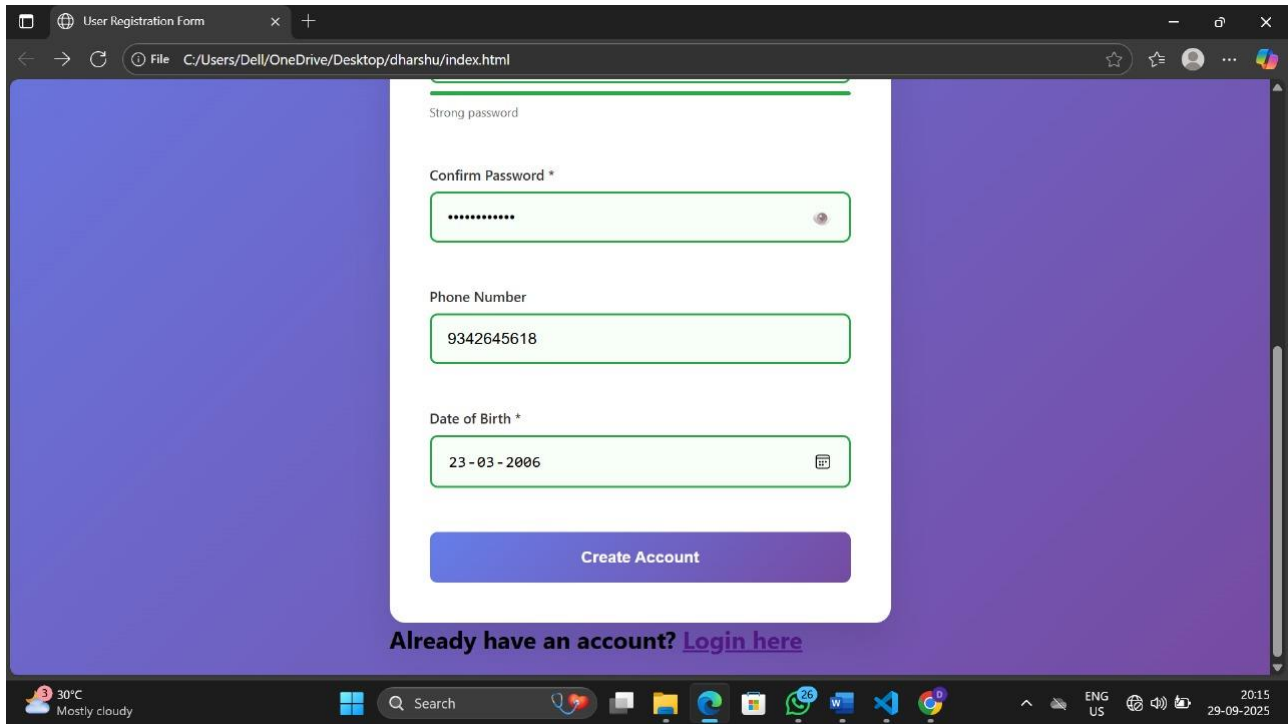 User Registration Form
File C:/Users/Dell/OneDrive/Desktop/dharshu/index.html
Strong password
Confirm Password *
••••••••••••
Phone Number
9342645618
Date of Birth *
23-03-2006
Create Account
Already have an account? Login here
3
30°C
Mostly cloudy
Search
26
D
ENG
US
20:15
29-09-2025